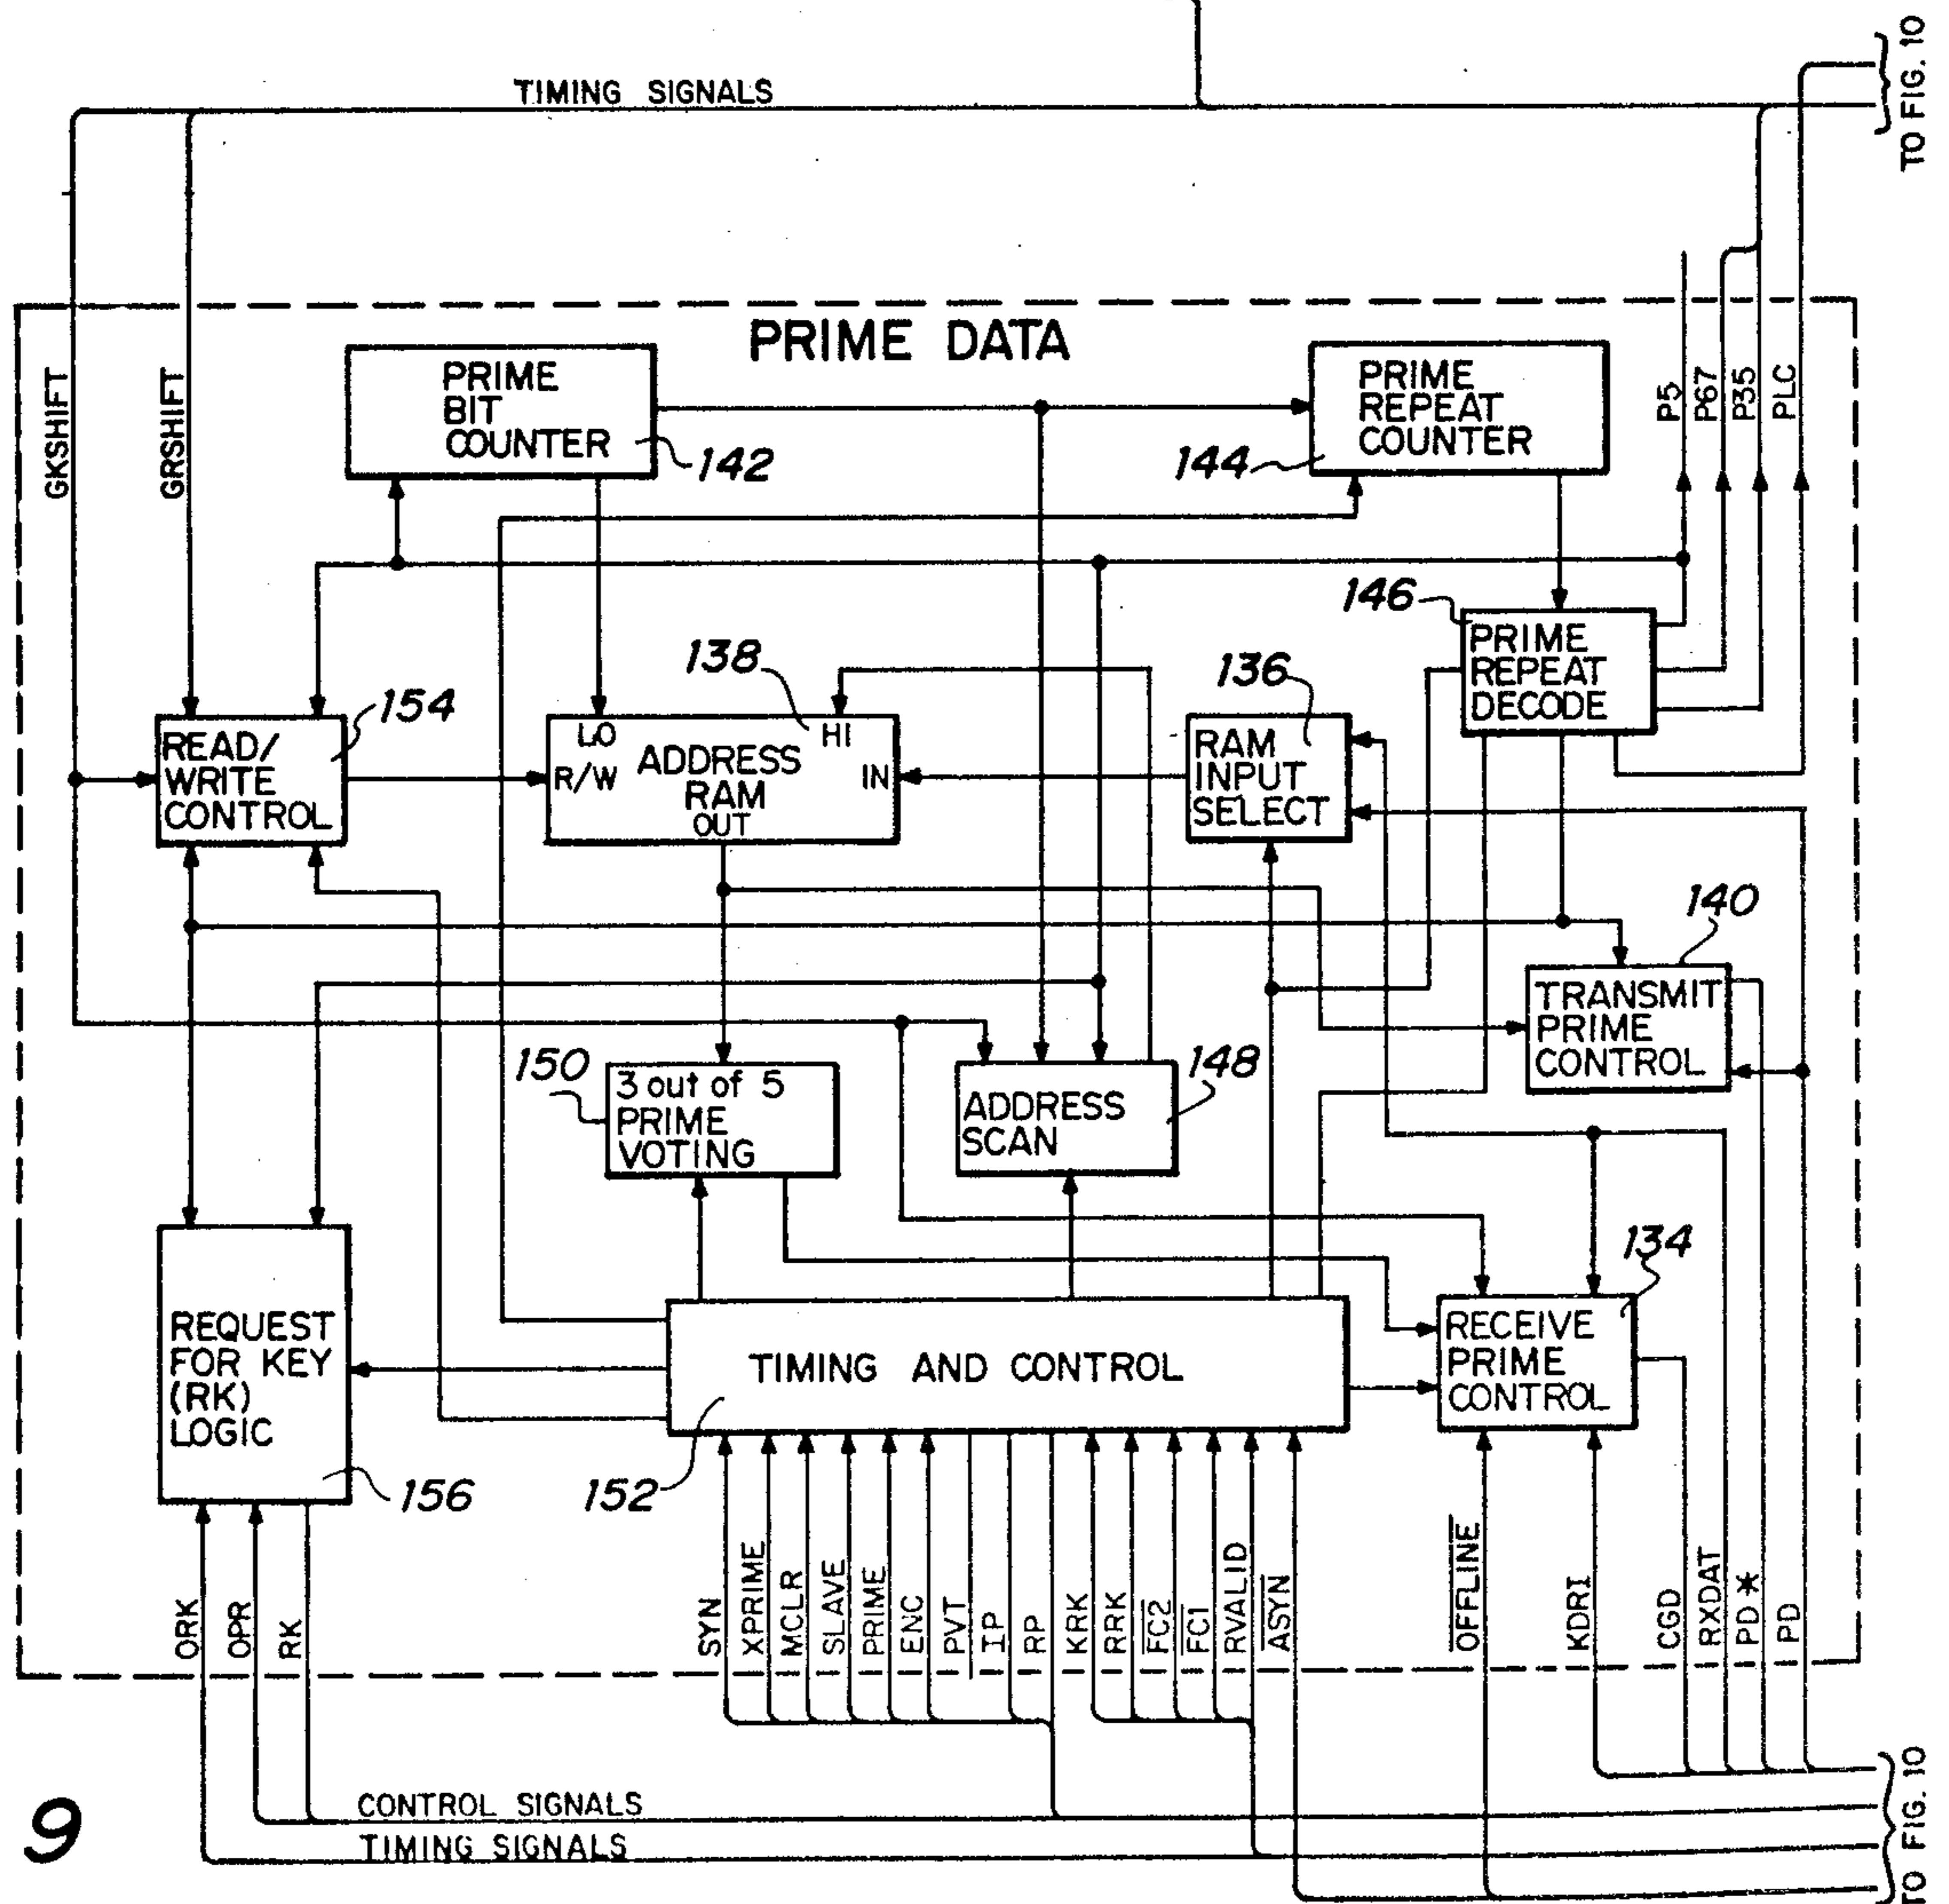 TIMING SIGNALS
TO FIG. 10
GKSHIFT
GRSHIFT
PRIME DATA
PRIME
BIT
COUNTER
142
PRIME
REPEAT
COUNTER
144
P5
P67
P35
PLC
146
PRIME
REPEAT
DECODE
138
136
154
READ/
WRITE
CONTROL
LO
HI
R/W
ADDRESS
RAM
OUT
IN
RAM
INPUT
SELECT
140
TRANSMIT
PRIME
CONTROL
150
3 out of 5
PRIME
VOTING
148
ADDRESS
SCAN
134
RECEIVE
PRIME
CONTROL
REQUEST
FOR KEY
(RK)
LOGIC
156
TIMING AND CONTROL
152
ORK
OPR
RK
SYN
XPRIME
MCLR
SLAVE
PRIME
ENC
PVT
IP
RP
KRK
RRK
FC2
FC1
RVALID
ASYN
OFFLINE
KDRI
CGD
RXDAT
PD*
PD
CONTROL SIGNALS
TIMING SIGNALS
TO FIG. 10
9